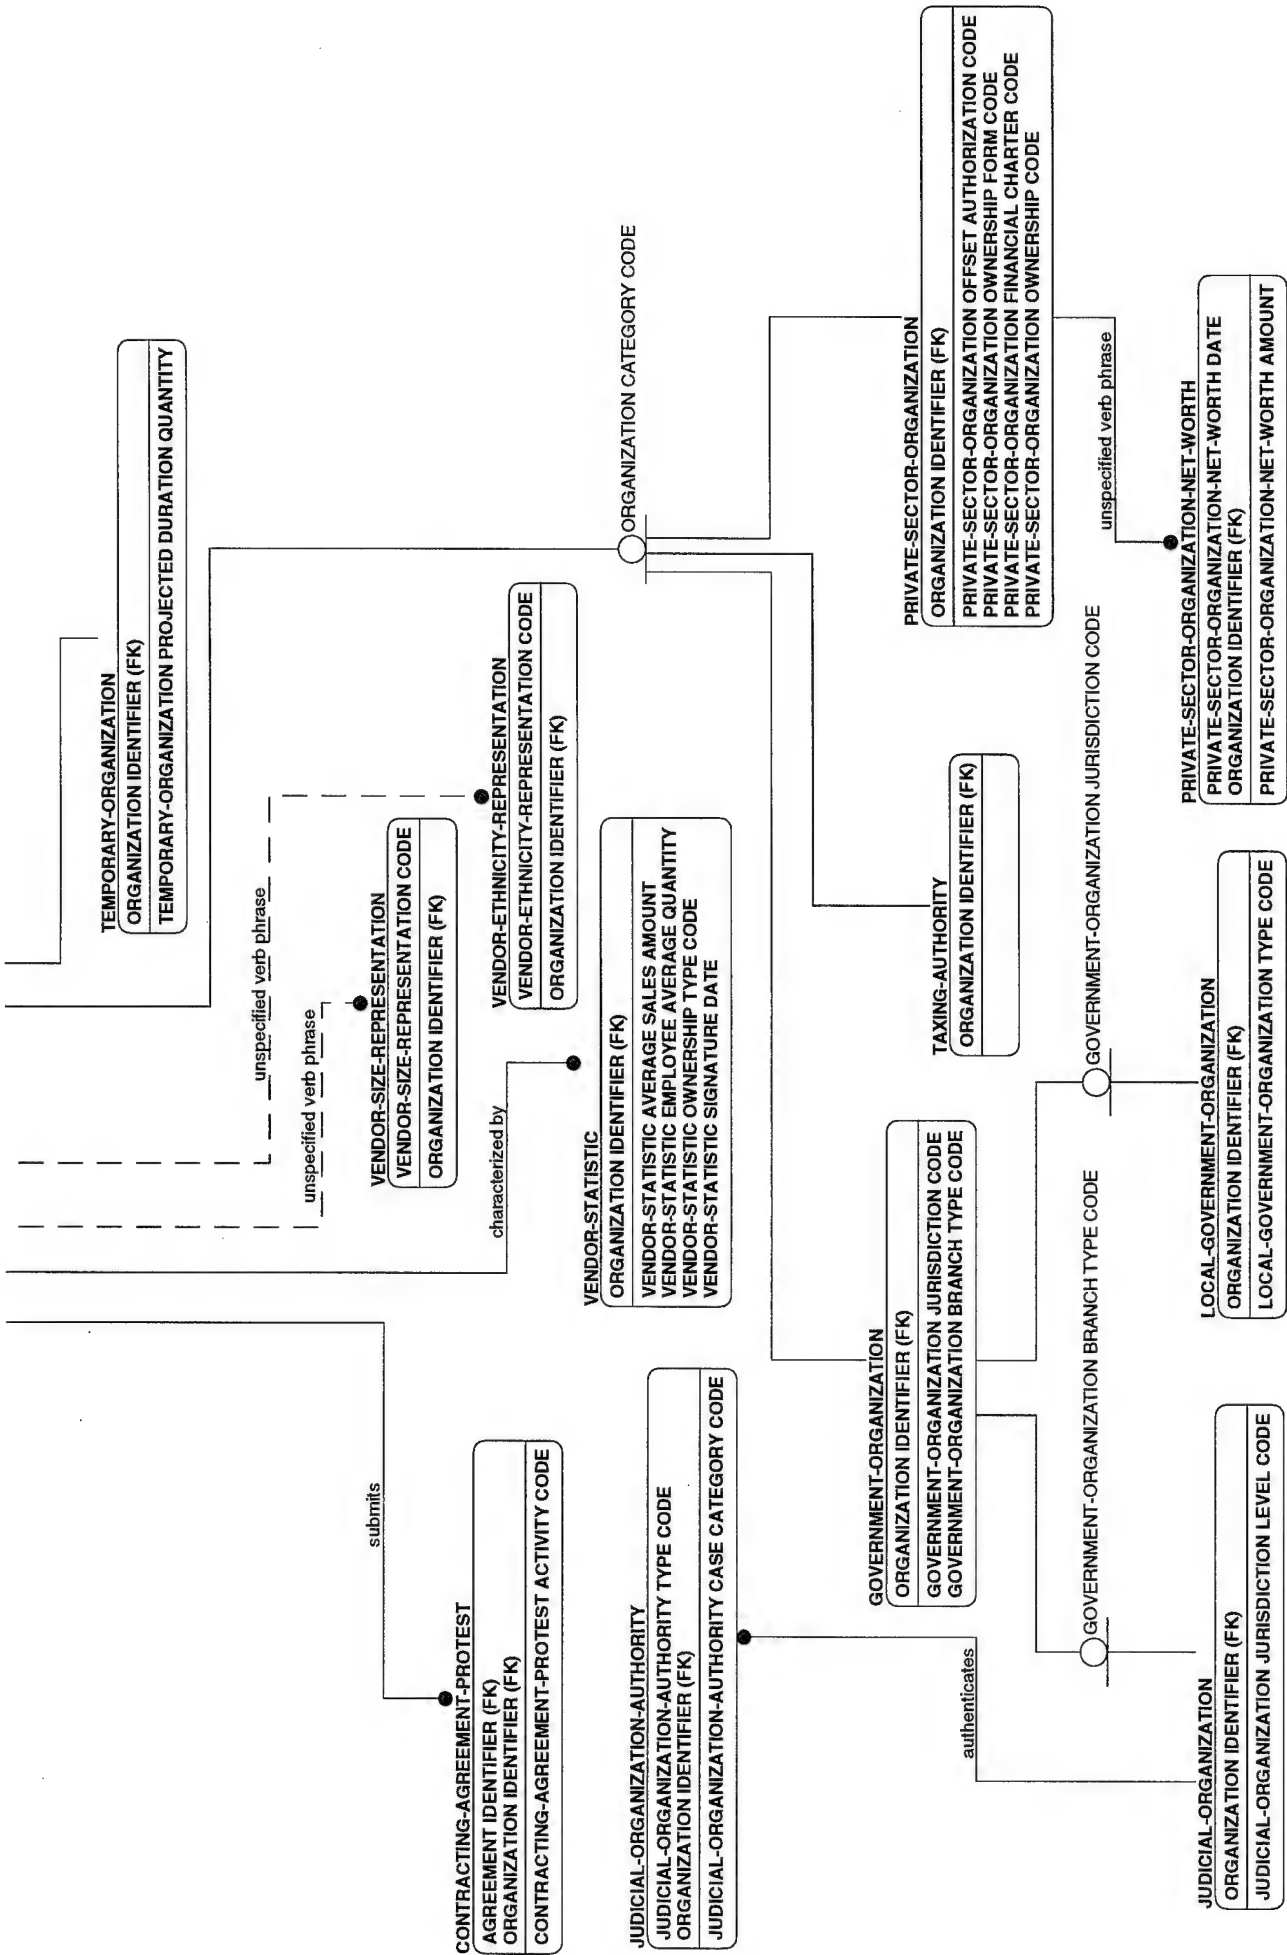 TEMPORARY-ORGANIZATION
ORGANIZATION IDENTIFIER (FK)
TEMPORARY-ORGANIZATION PROJECTED DURATION QUANTITY
unspecified verb phrase
unspecified verb phrase
VENDOR-SIZE-REPRESENTATION
VENDOR-SIZE-REPRESENTATION CODE
ORGANIZATION IDENTIFIER (FK)
VENDOR-ETHNICITY-REPRESENTATION
VENDOR-ETHNICITY-REPRESENTATION CODE
ORGANIZATION IDENTIFIER (FK)
submits
CONTRACTING-AGREEMENT-PROTEST
AGREEMENT IDENTIFIER (FK)
ORGANIZATION IDENTIFIER (FK)
CONTRACTING-AGREEMENT-PROTEST ACTIVITY CODE
characterized by
VENDOR-STATISTIC
ORGANIZATION IDENTIFIER (FK)
VENDOR-STATISTIC AVERAGE SALES AMOUNT
VENDOR-STATISTIC EMPLOYEE AVERAGE QUANTITY
VENDOR-STATISTIC OWNERSHIP TYPE CODE
VENDOR-STATISTIC SIGNATURE DATE
ORGANIZATION CATEGORY CODE
JUDICIAL-ORGANIZATION-AUTHORITY
JUDICIAL-ORGANIZATION-AUTHORITY TYPE CODE
ORGANIZATION IDENTIFIER (FK)
JUDICIAL-ORGANIZATION-AUTHORITY CASE CATEGORY CODE
GOVERNMENT-ORGANIZATION
ORGANIZATION IDENTIFIER (FK)
GOVERNMENT-ORGANIZATION JURISDICTION CODE
GOVERNMENT-ORGANIZATION BRANCH TYPE CODE
TAXING-AUTHORITY
ORGANIZATION IDENTIFIER (FK)
PRIVATE-SECTOR-ORGANIZATION
ORGANIZATION IDENTIFIER (FK)
PRIVATE-SECTOR-ORGANIZATION OFFSET AUTHORIZATION CODE
PRIVATE-SECTOR-ORGANIZATION OWNERSHIP FORM CODE
PRIVATE-SECTOR-ORGANIZATION FINANCIAL CHARTER CODE
PRIVATE-SECTOR-ORGANIZATION OWNERSHIP CODE
authenticates
GOVERNMENT-ORGANIZATION BRANCH TYPE CODE
GOVERNMENT-ORGANIZATION JURISDICTION CODE
unspecified verb phrase
JUDICIAL-ORGANIZATION
ORGANIZATION IDENTIFIER (FK)
JUDICIAL-ORGANIZATION JURISDICTION LEVEL CODE
LOCAL-GOVERNMENT-ORGANIZATION
ORGANIZATION IDENTIFIER (FK)
LOCAL-GOVERNMENT-ORGANIZATION TYPE CODE
PRIVATE-SECTOR-ORGANIZATION-NET-WORTH
PRIVATE-SECTOR-ORGANIZATION-NET-WORTH DATE
ORGANIZATION IDENTIFIER (FK)
PRIVATE-SECTOR-ORGANIZATION-NET-WORTH AMOUNT